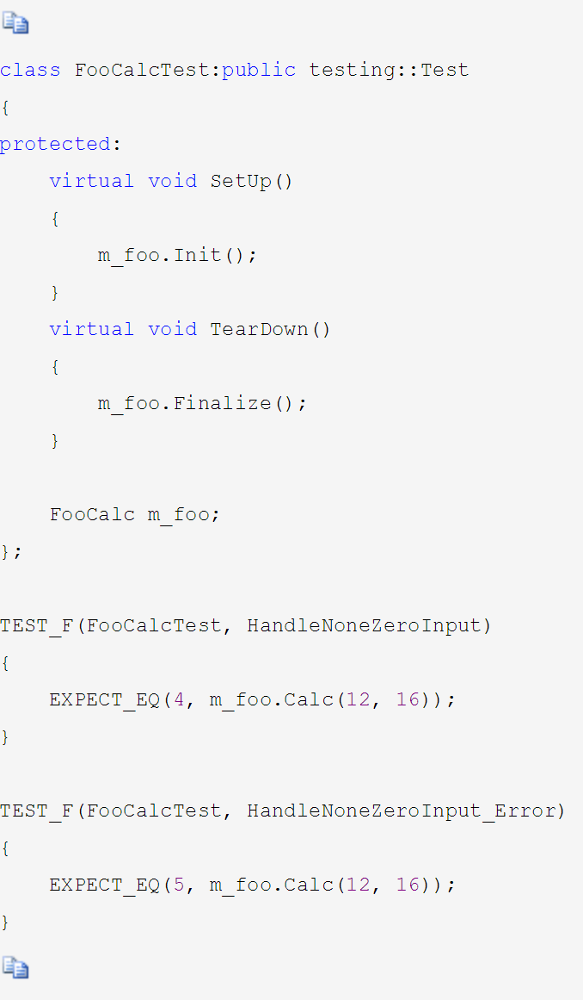 class FooCalcTest:public testing::Test
{
protected:
    virtual void SetUp()
    {
        m_foo.Init();
    }
    virtual void TearDown()
    {
        m_foo.Finalize();
    }

    FooCalc m_foo;
};

TEST_F(FooCalcTest, HandleNoneZeroInput)
{
    EXPECT_EQ(4, m_foo.Calc(12, 16));
}

TEST_F(FooCalcTest, HandleNoneZeroInput_Error)
{
    EXPECT_EQ(5, m_foo.Calc(12, 16));
}